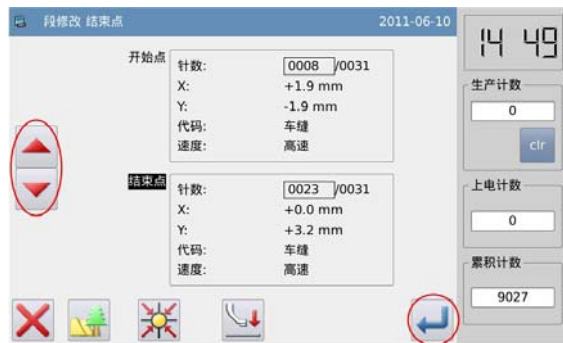 段修改 结束点 2011-06-10
14 49
开始点
针数: 0008 /0031
X: +1.9 mm
Y: -1.9 mm
代码: 车缝
速度: 高速
生产计数
0
clr
结束点
针数: 0023 /0031
X: +0.0 mm
Y: +3.2 mm
代码: 车缝
速度: 高速
上电计数
0
累积计数
9027